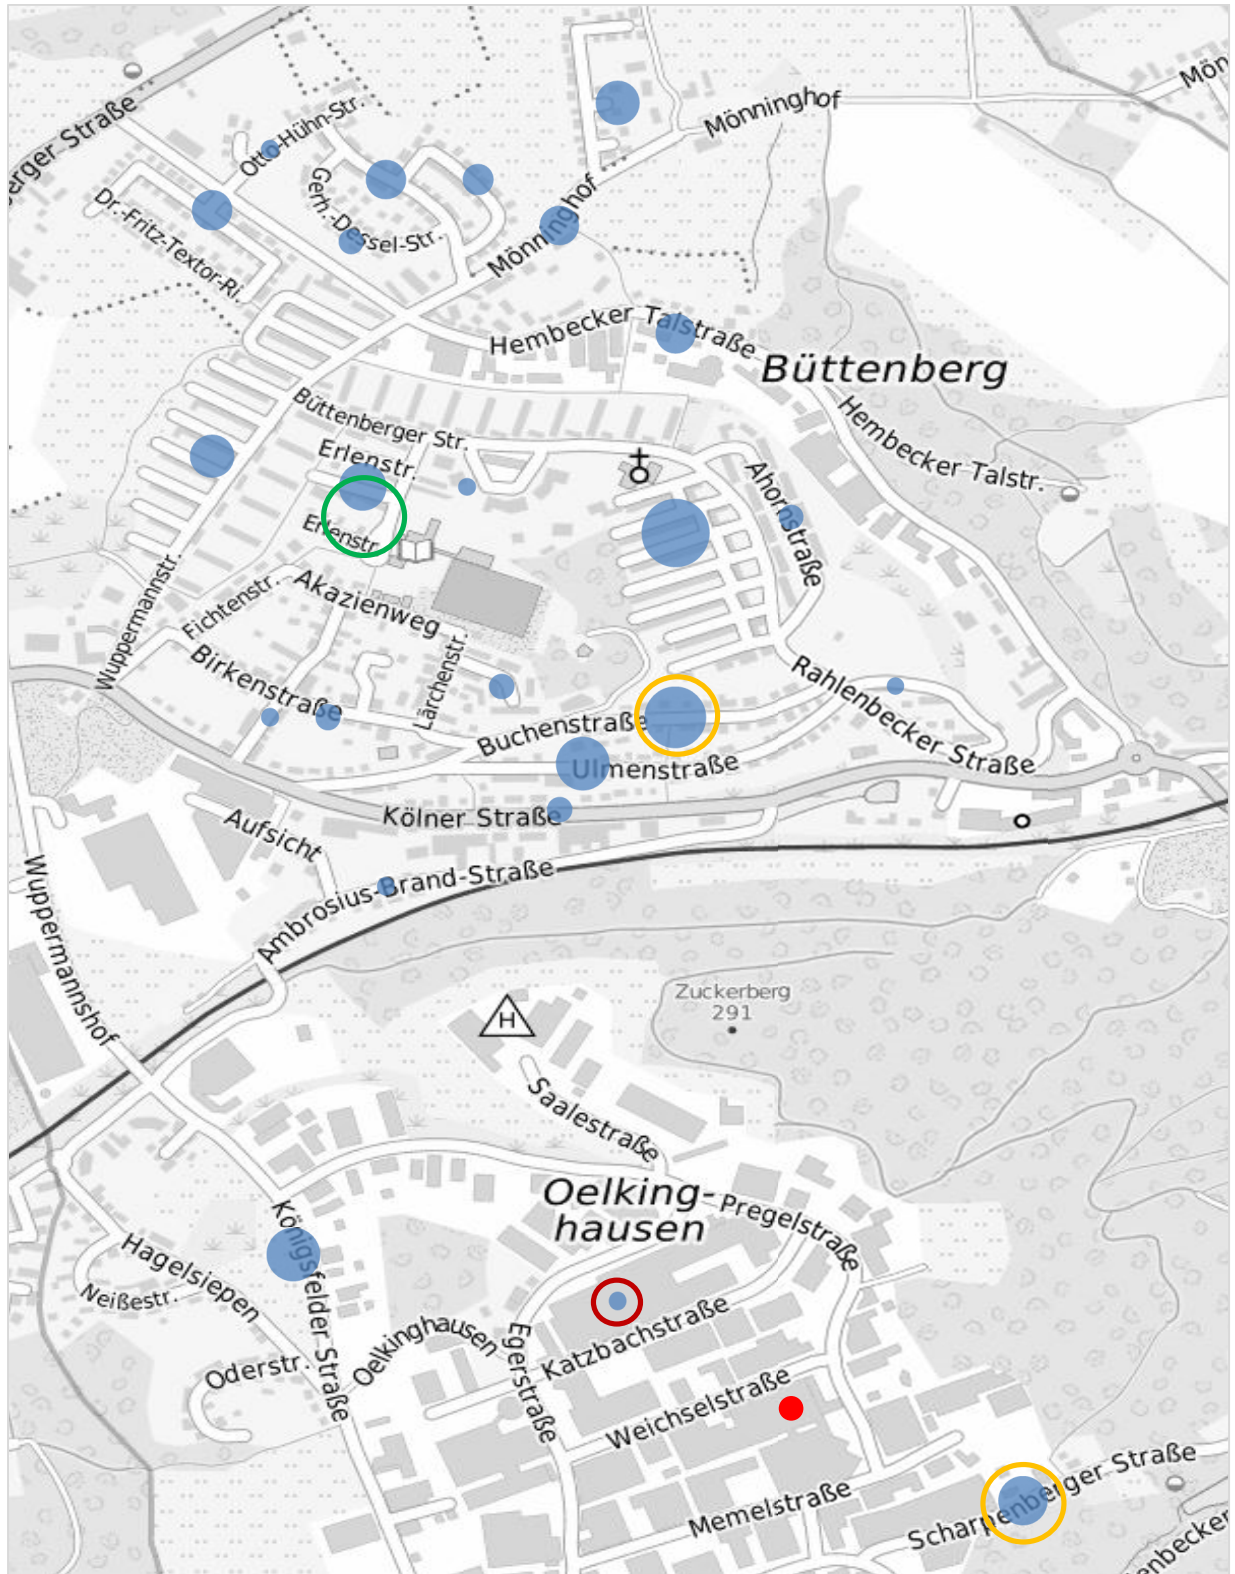 Mön
erger Straße
Otto-Hühn-Str.
Mönninghof
Gerh.-Dessel-Str.
Dr.-Fritz-Textor-Ri.
Mönninghof
Hembecker Talstraße
Büttenberg
Büttenberger Str.
Hembecker Talstr.
Erlenstr.
Ahornstraße
Erlenstr.
Akazienweg
Fichtenstr.
Wuppermannstr.
Birkenstraße
Lärchenstr.
Rahlenbecker Straße
Buchenstraße
Ulmenstraße
Kölner Straße
Aufsicht
Ambrosius-Brand-Straße
Wuppermannshof
Zuckerberg
291
H
Saalestraße
Oelking-
hausen
Pregelstraße
Königsfelder Straße
Hagelsiepen
Neißestr.
Oelkinghausen
Katzbachstraße
Oderstr.
Egerstraße
Weichselstraße
Memelstraße
Scharpenberger Straße
enbecker